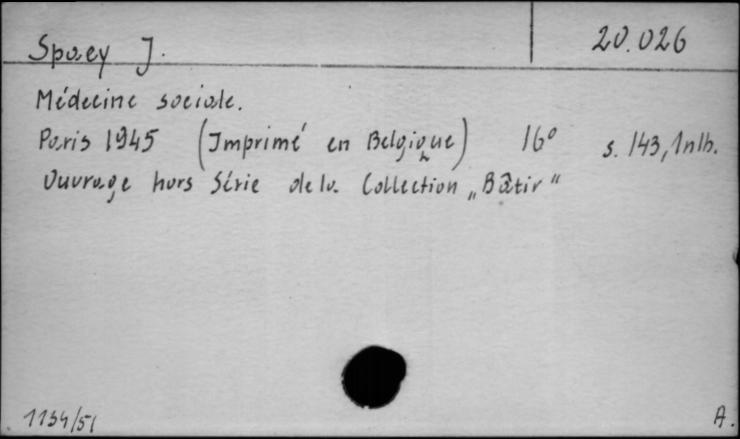 20.026
Spaey J.
Médecine sociale.
Paris 1945 (Imprimé en Belgique) 16° s. 143, 1 nlb.
Ouvrage hors Série de la Collection „Bâtir“
1134/51
A.